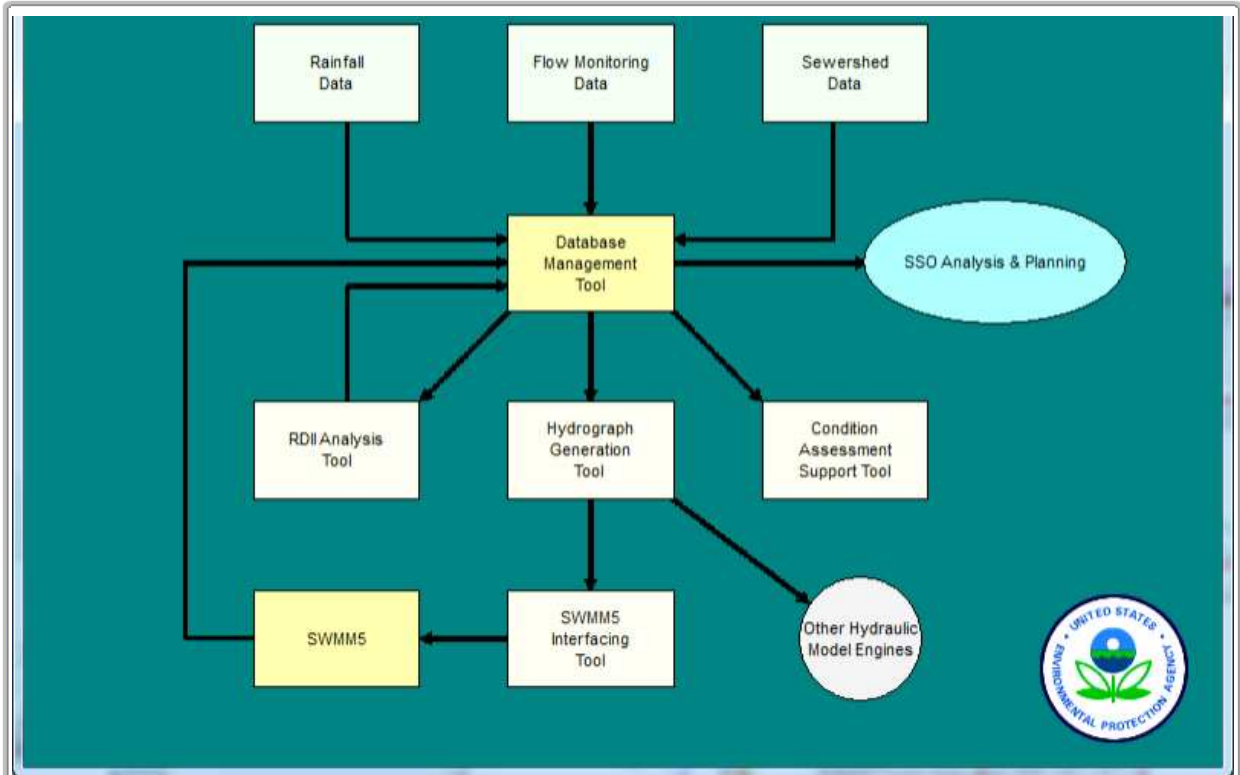 Rainfall
Data
Flow Monitoring
Data
Sewershed
Data
Database
Management
Tool
SSO Analysis & Planning
RDII Analysis
Tool
Hydrograph
Generation
Tool
Condition
Assessment
Support Tool
SWMM5
SWMM5
Interfacing
Tool
Other Hydraulic
Model Engines
UNITED STATES
ENVIRONMENTAL PROTECTION AGENCY